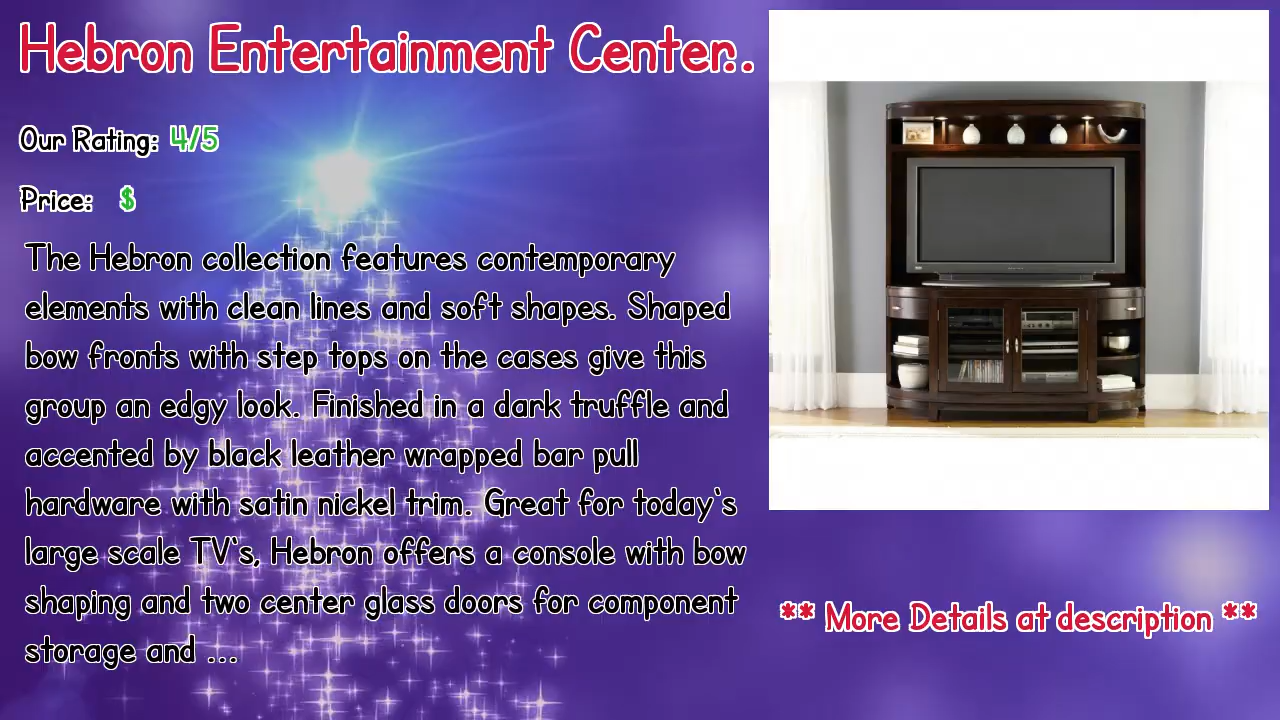 Hebron Entertainment Center..
Our Rating: 4/5
Price: $
The Hebron collection features contemporary
elements with clean lines and soft shapes. Shaped
bow fronts with step tops on the cases give this
group an edgy look. Finished in a dark truffle and
accented by black leather wrapped bar pull
hardware with satin nickel trim. Great for today`s
large scale TV`s, Hebron offers a console with bow
shaping and two center glass doors for component
storage and ...
** More Details at description **